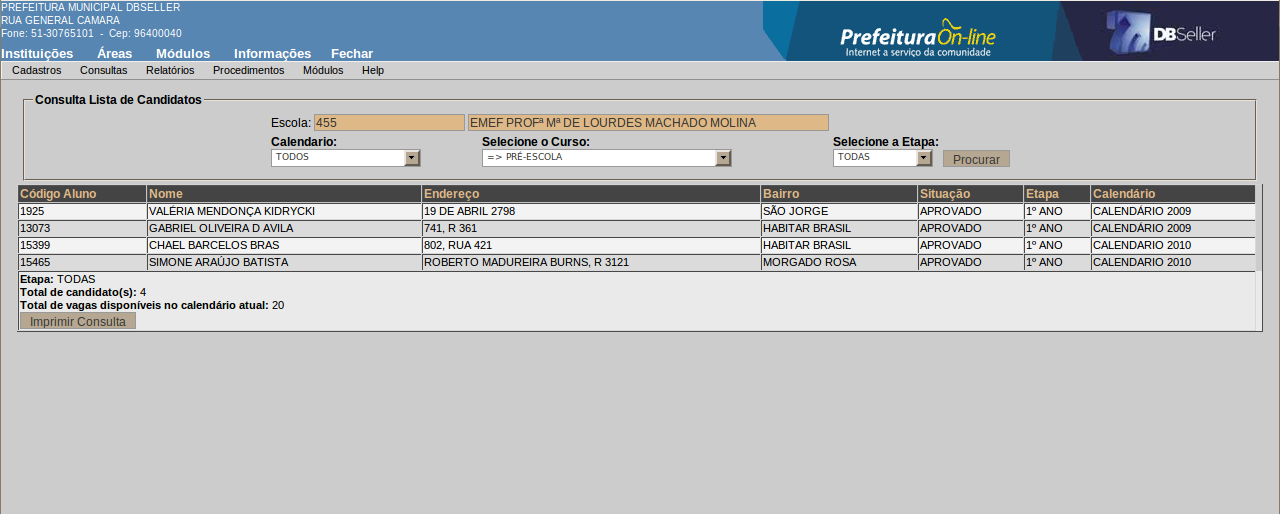 PREFEITURA MUNICIPAL DBSELLER
RUA GENERAL CAMARA
Fone: 51-30765101 - Cep: 96400040
Prefeitura On-line
Internet a serviço da comunidade
DBSeller
Instituições Áreas Módulos Informações Fechar
Cadastros Consultas Relatórios Procedimentos Módulos Help
Consulta Lista de Candidatos
Escola: 455 EMEF PROFª Mª DE LOURDES MACHADO MOLINA
Calendario: Selecione o Curso: Selecione a Etapa:
TODOS => PRÉ-ESCOLA TODAS Procurar
Código Aluno Nome Endereço Bairro Situação Etapa Calendário
1925 VALÉRIA MENDONÇA KIDRYCKI 19 DE ABRIL 2798 SÃO JORGE APROVADO 1º ANO CALENDÁRIO 2009
13073 GABRIEL OLIVEIRA D AVILA 741, R 361 HABITAR BRASIL APROVADO 1º ANO CALENDÁRIO 2009
15399 CHAEL BARCELOS BRAS 802, RUA 421 HABITAR BRASIL APROVADO 1º ANO CALENDARIO 2010
15465 SIMONE ARAÚJO BATISTA ROBERTO MADUREIRA BURNS, R 3121 MORGADO ROSA APROVADO 1º ANO CALENDARIO 2010
Etapa: TODAS
Total de candidato(s): 4
Total de vagas disponíveis no calendário atual: 20
Imprimir Consulta